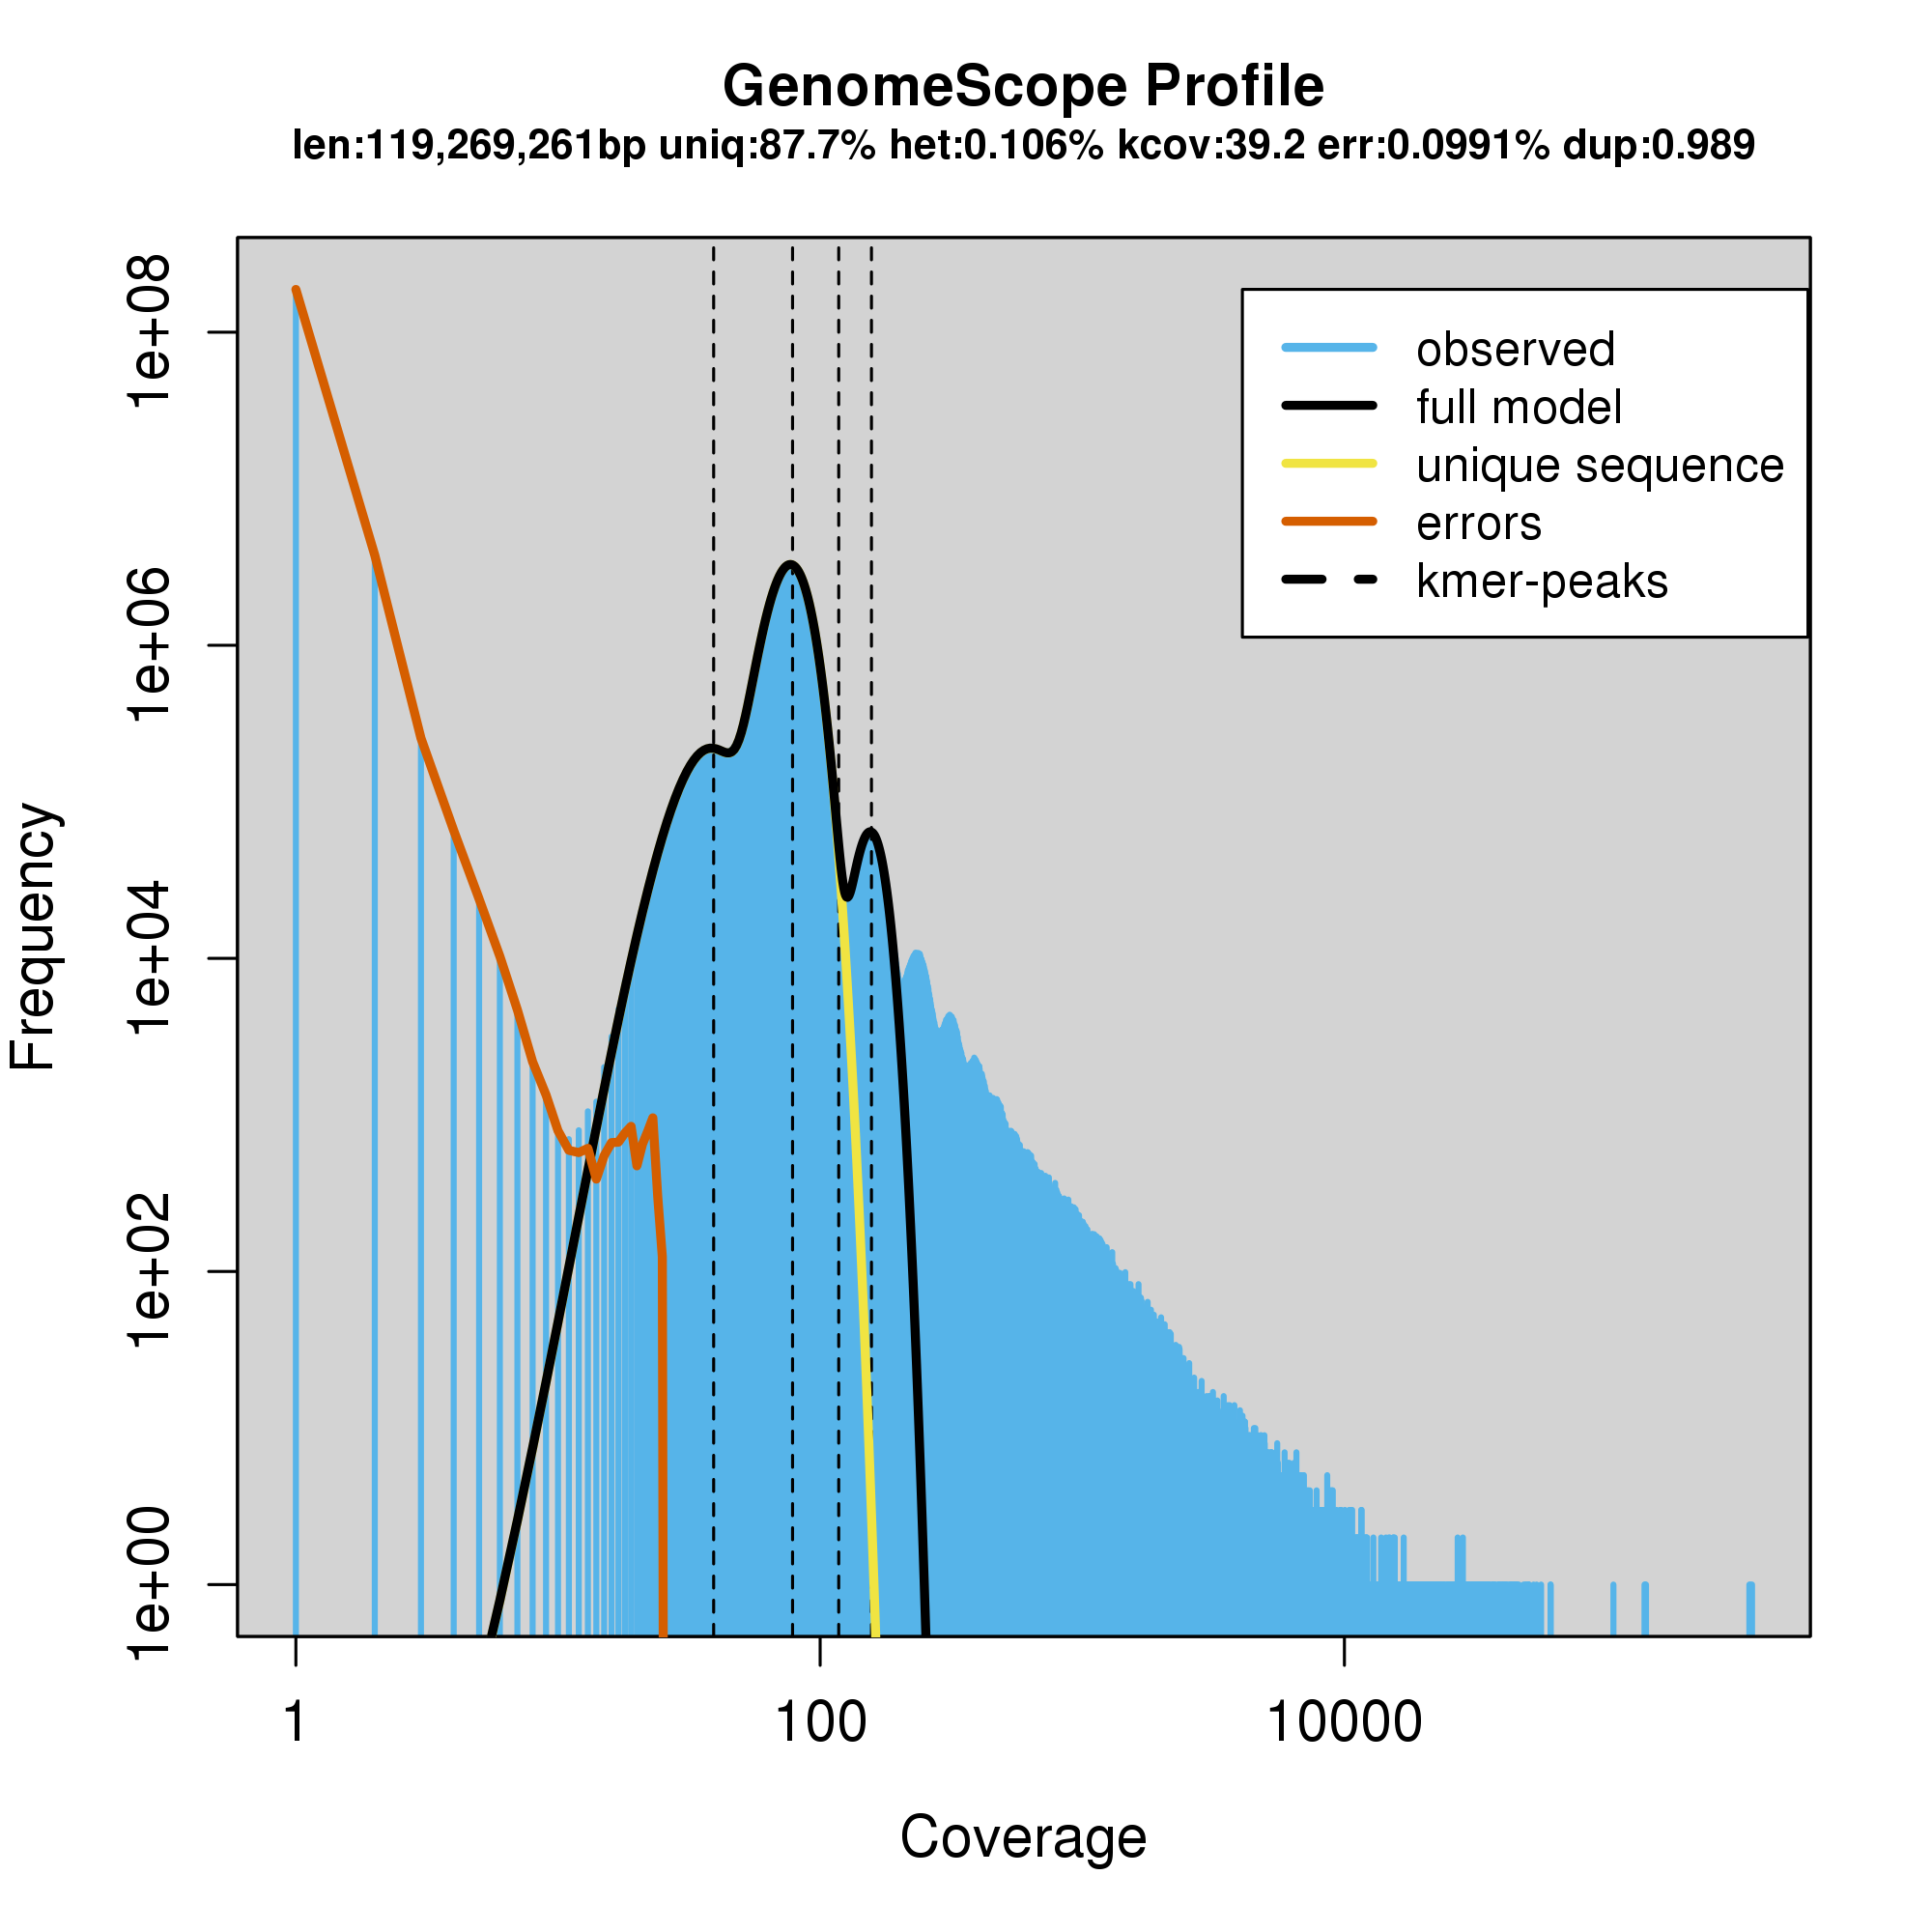 GenomeScope Profile
len:119,269,261bp uniq:87.7% het:0.106% kcov:39.2 err:0.0991% dup:0.989
observed
full model
unique sequence
errors
kmer-peaks
Frequency
1e+08
1e+06
1e+04
1e+02
1e+00
1
100
10000
Coverage